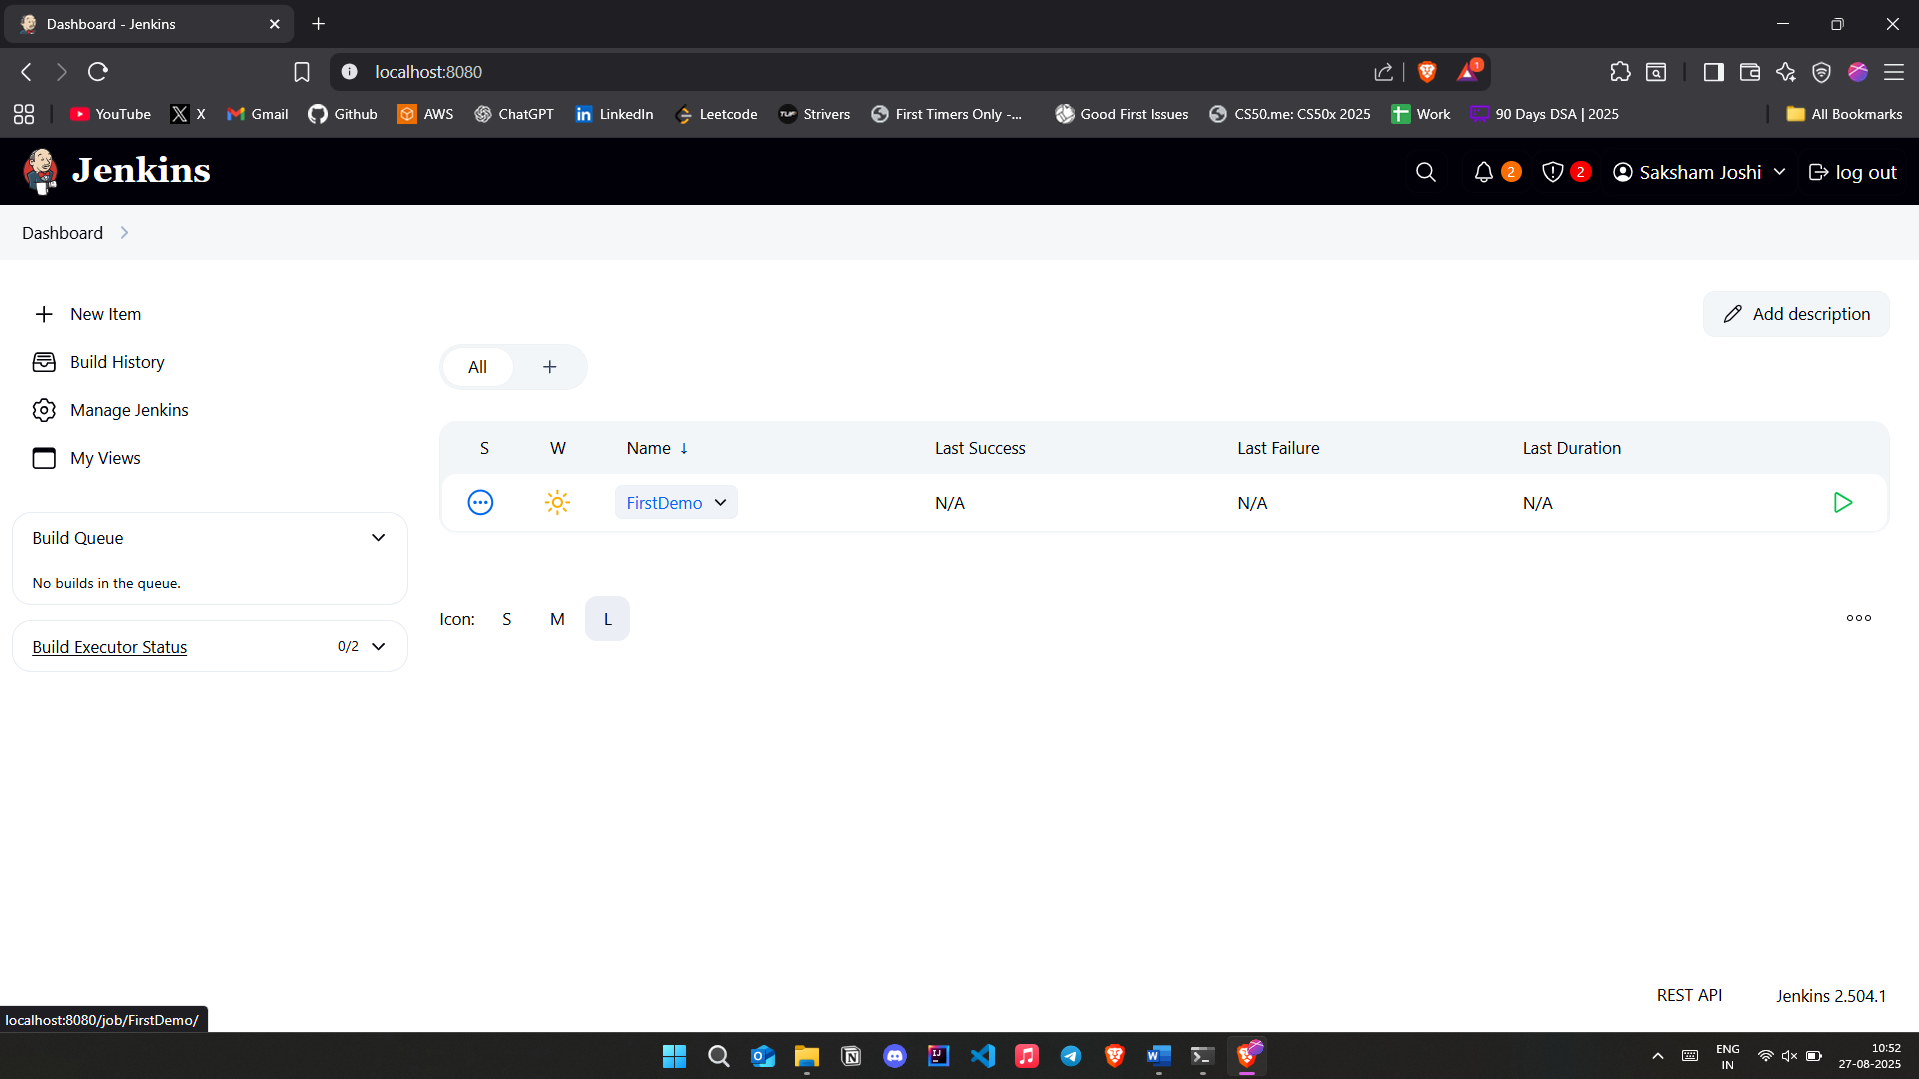 Dashboard - Jenkins
localhost:8080
1
YouTube X Gmail Github AWS ChatGPT LinkedIn Leetcode Strivers First Timers Only -... Good First Issues CS50.me: CS50x 2025 Work 90 Days DSA | 2025 All Bookmarks
Jenkins 2 2 Saksham Joshi log out
Dashboard
New Item
Build History
Manage Jenkins
My Views
Build Queue
No builds in the queue.
Build Executor Status 0/2
Add description
All +
S W Name ↓ Last Success Last Failure Last Duration
FirstDemo N/A N/A N/A
Icon: S M L
REST API Jenkins 2.504.1
localhost:8080/job/FirstDemo/
ENG
IN
10:52
27-08-2025